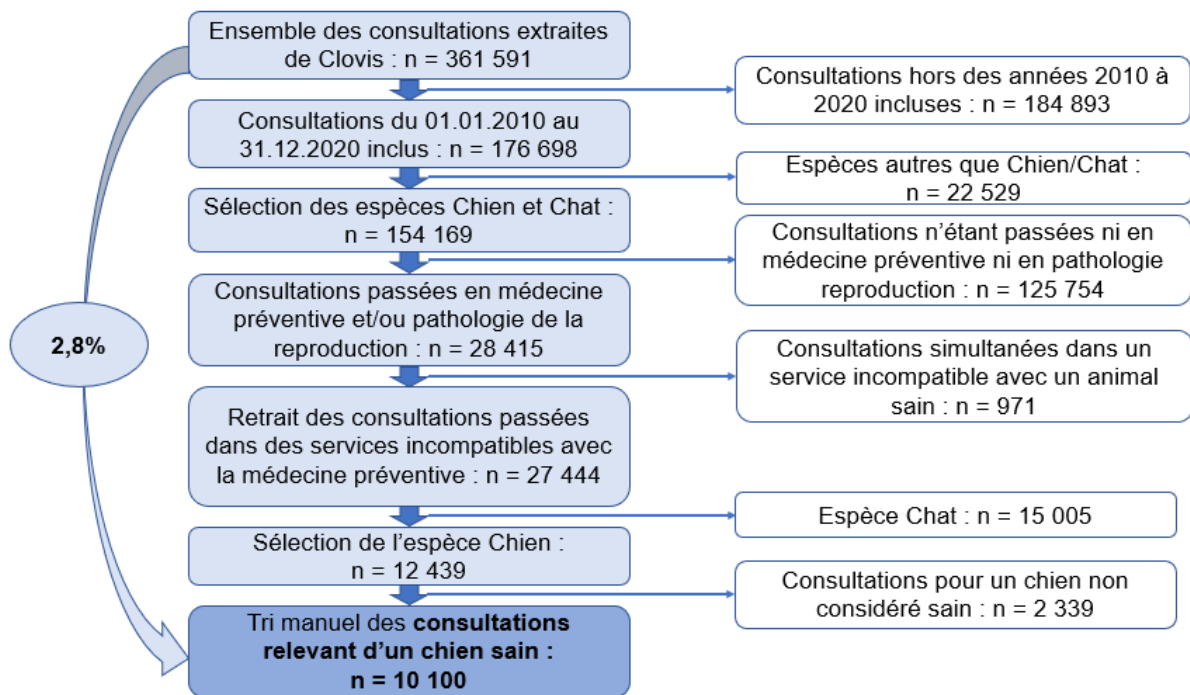 Ensemble des consultations extraites
de Clovis : n = 361 591
Consultations hors des années 2010 à
2020 incluses : n = 184 893
Consultations du 01.01.2010 au
31.12.2020 inclus : n = 176 698
Espèces autres que Chien/Chat :
n = 22 529
Sélection des espèces Chien et Chat :
n = 154 169
Consultations n'étant passées ni en
médecine préventive ni en pathologie
reproduction : n = 125 754
Consultations passées en médecine
préventive et/ou pathologie de la
reproduction : n = 28 415
2,8%
Consultations simultanées dans un
service incompatible avec un animal
sain : n = 971
Retrait des consultations passées
dans des services incompatibles avec
la médecine préventive : n = 27 444
Espèce Chat : n = 15 005
Sélection de l'espèce Chien :
n = 12 439
Consultations pour un chien non
considéré sain : n = 2 339
Tri manuel des consultations
relevant d'un chien sain :
n = 10 100